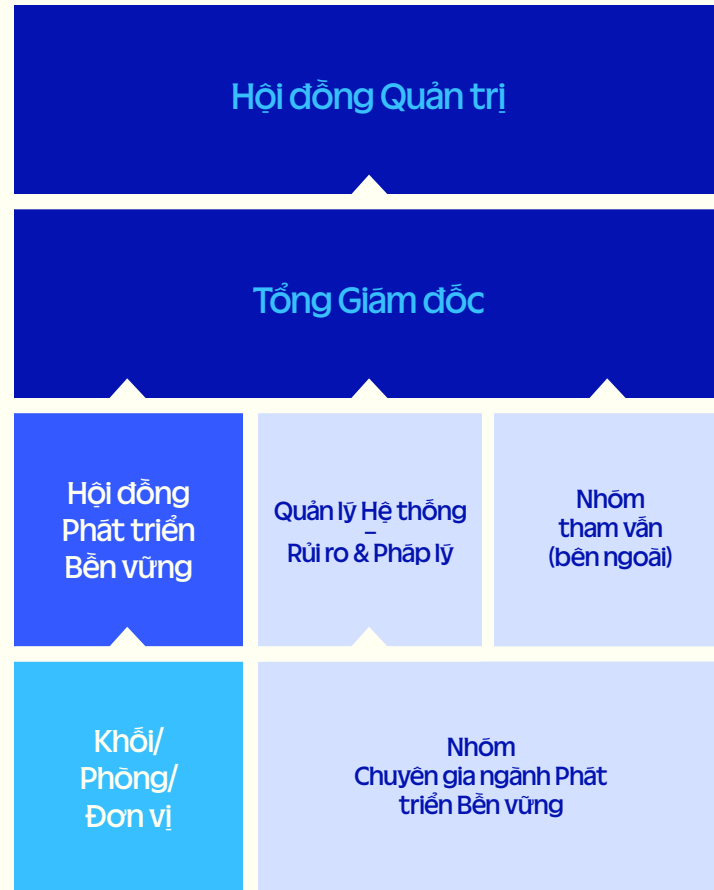 Hội đồng Quản trị
Tổng Giám đốc
Hội đồng
Phát triển
Bền vững
Quản lý Hệ thống
–
Rủi ro & Pháp lý
Nhóm
tham vấn
(bên ngoài)
Khối/
Phòng/
Đơn vị
Nhóm
Chuyên gia ngành Phát
triển Bền vững